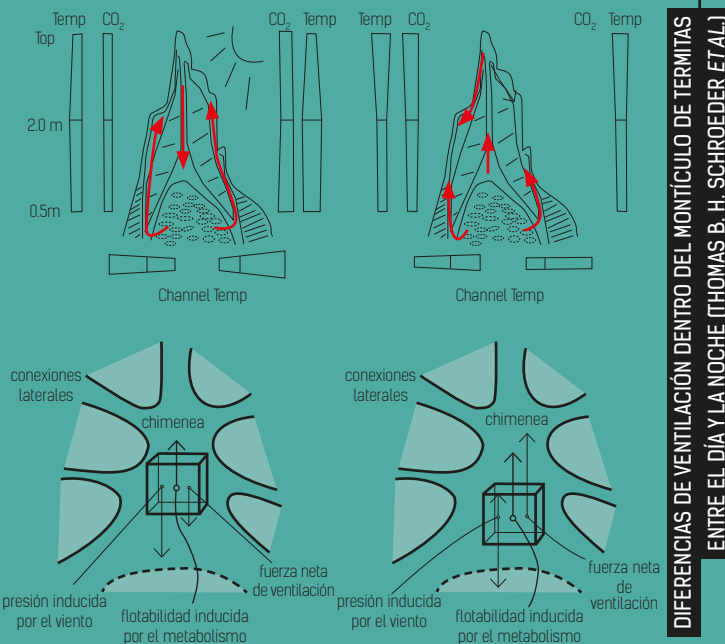 Temp CO2
CO2 Temp
Top
2.0 m
0.5m
Channel Temp
Temp CO2
CO2 Temp
Channel Temp
conexiones
laterales
chimenea
presión inducida
por el viento
flotabilidad inducida
por el metabolismo
fuerza neta
de ventilación
conexiones
laterales
chimenea
presión inducida
por el viento
flotabilidad inducida
por el metabolismo
fuerza neta
de
ventilación
DIFERENCIAS DE VENTILACIÓN DENTRO DEL MONTÍCULO DE TERMITAS
ENTRE EL DÍA Y LA NOCHE (THOMAS B. H. SCHROEDER ET AL.)